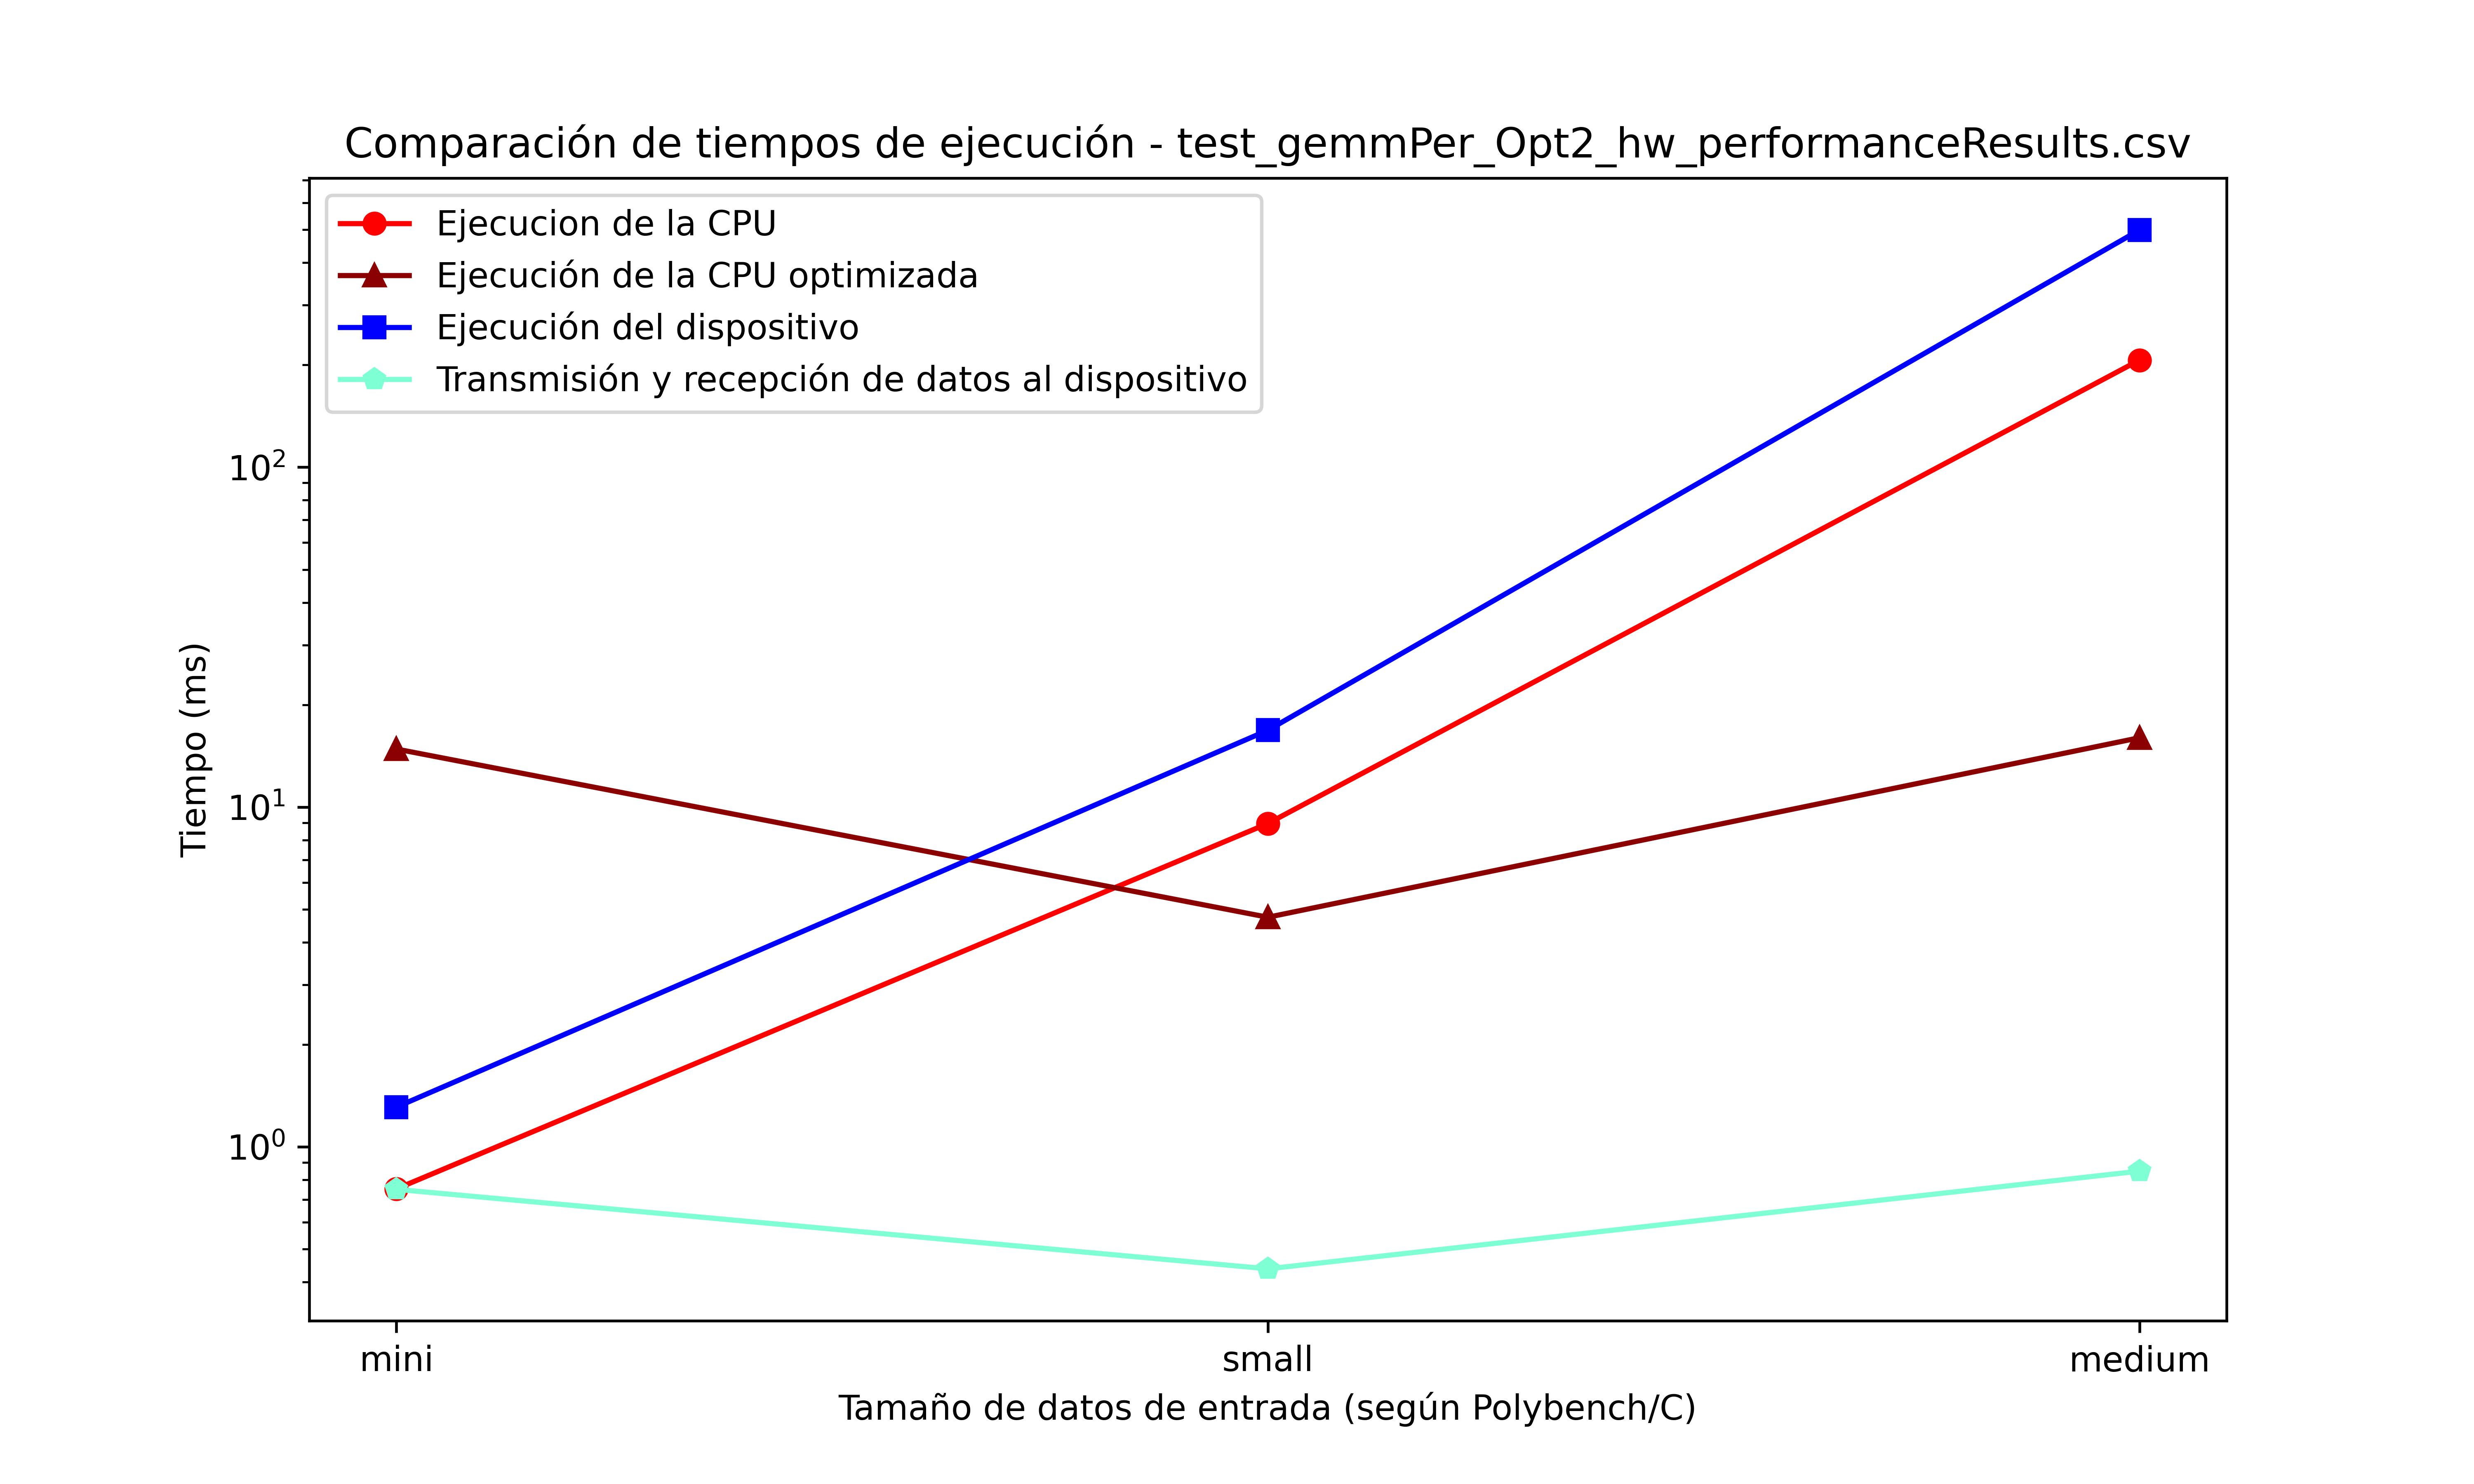 Comparación de tiempos de ejecución - test_gemmPer_Opt2_hw_performanceResults.csv
Ejecucion de la CPU
Ejecución de la CPU optimizada
Ejecución del dispositivo
Transmisión y recepción de datos al dispositivo
Tiempo (ms)
10²
10¹
10⁰
mini small medium
Tamaño de datos de entrada (según Polybench/C)